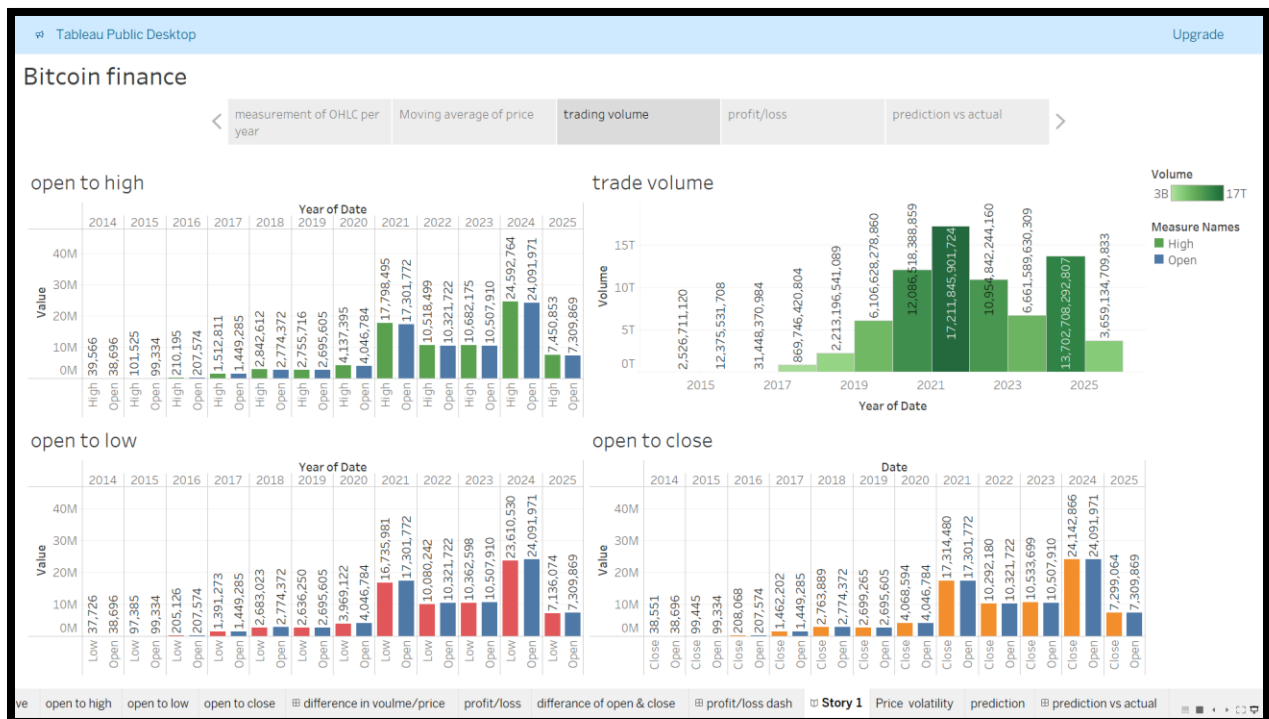 Tableau Public Desktop
Upgrade
Bitcoin finance
measurement of OHLC per
year
Moving average of price
trading volume
profit/loss
prediction vs actual
open to high
Year of Date
2014 2015 2016 2017 2018 2019 2020 2021 2022 2023 2024 2025
Value
40M
30M
20M
10M
0M
39,566 38,696 101,525 99,334 210,195 207,574 1,512,811 1,449,285 2,842,612 2,774,372 2,755,716 2,695,605 4,137,395 4,046,784 17,798,495 17,301,772 10,518,499 10,321,722 10,682,175 10,507,910 24,592,764 24,091,971 7,450,853 7,309,869
High Open High Open High Open High Open High Open High Open High Open High Open High Open High Open High Open High Open
trade volume
Volume
15T
10T
5T
0T
2,526,711,120 12,375,531,708 31,448,370,984 869,746,420,804 2,213,196,541,089 6,106,628,278,860 12,086,518,388,859 17,211,845,901,724 10,954,842,244,160 6,661,589,630,309 13,702,708,292,807 3,659,134,709,833
2015 2017 2019 2021 2023 2025
Year of Date
Volume
3B 17T
Measure Names
High
Open
open to low
Year of Date
2014 2015 2016 2017 2018 2019 2020 2021 2022 2023 2024 2025
Value
40M
30M
20M
10M
0M
37,726 38,696 97,385 99,334 205,126 207,574 1,391,273 1,449,285 2,683,023 2,774,372 2,636,250 2,695,605 3,969,122 4,046,784 16,735,981 17,301,772 10,080,242 10,321,722 10,362,598 10,507,910 23,610,530 24,091,971 7,136,074 7,309,869
Low Open Low Open Low Open Low Open Low Open Low Open Low Open Low Open Low Open Low Open Low Open Low Open
open to close
Date
2014 2015 2016 2017 2018 2019 2020 2021 2022 2023 2024 2025
Value
40M
30M
20M
10M
0M
38,551 38,696 99,445 99,334 208,068 207,574 1,462,202 1,449,285 2,763,889 2,774,372 2,699,265 2,695,605 4,068,594 4,046,784 17,314,480 17,301,772 10,292,180 10,321,722 10,533,699 10,507,910 24,142,866 24,091,971 7,299,064 7,309,869
Close Open Close Open Close Open Close Open Close Open Close Open Close Open Close Open Close Open Close Open Close Open Close Open
ve open to high open to low open to close difference in voulme/price profit/loss differance of open & close profit/loss dash Story 1 Price volatility prediction prediction vs actual